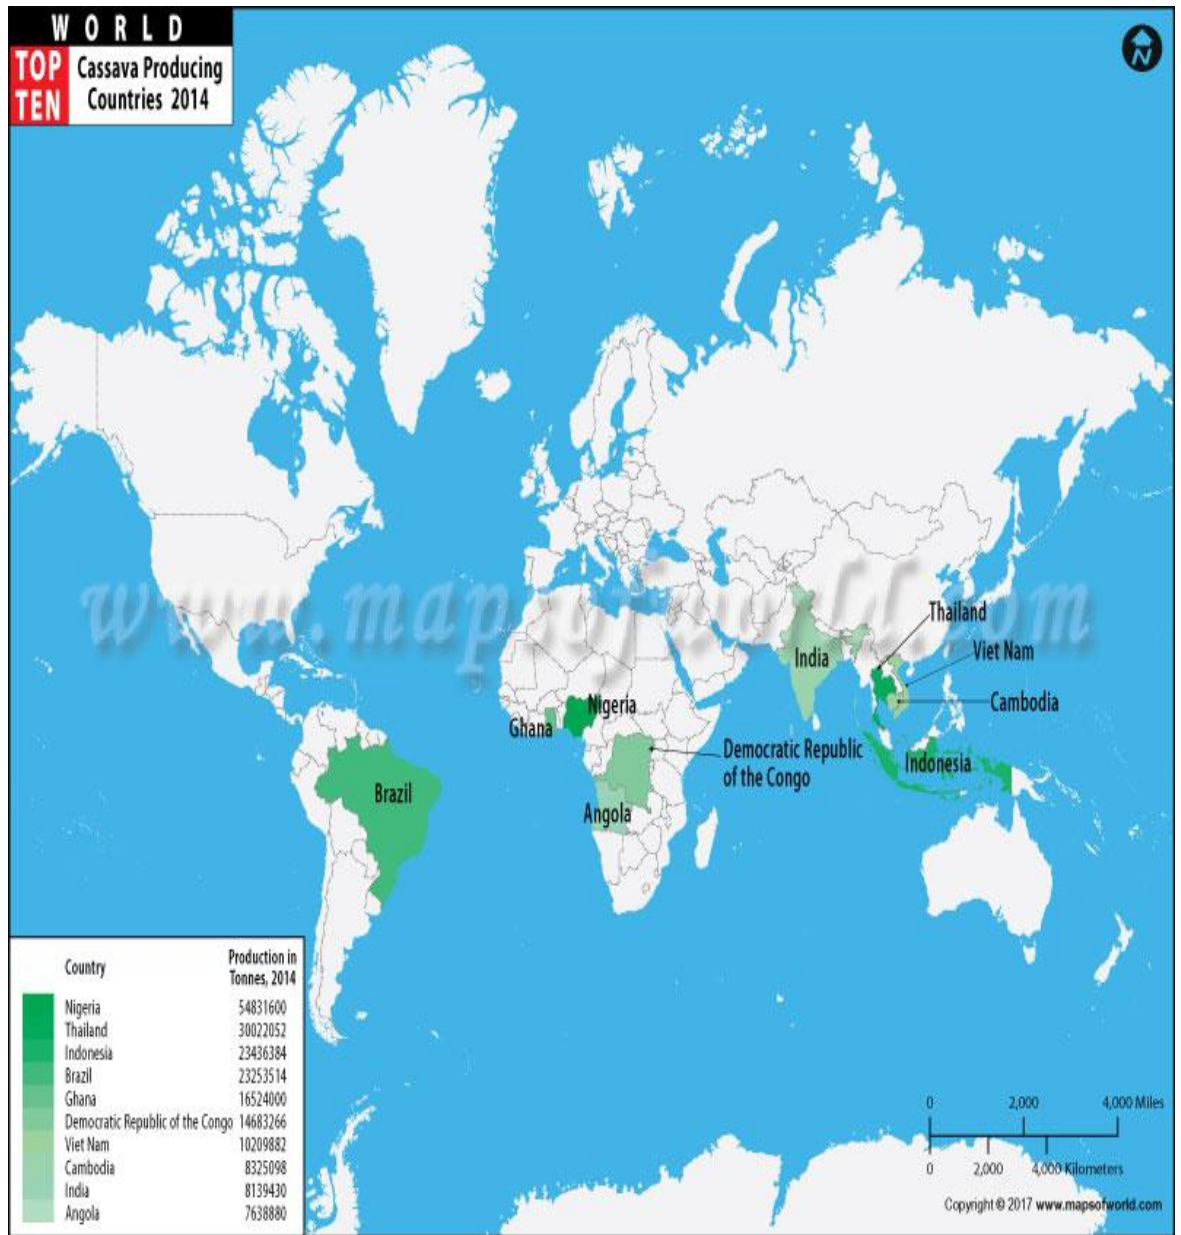 WORLD
TOP
TEN
Cassava Producing
Countries 2014
N
www.mapsofworld.com
Thailand
Viet Nam
India
Cambodia
Nigeria
Ghana
Democratic Republic
of the Congo
Indonesia
Brazil
Angola
Country Production in
Tonnes, 2014
Nigeria 54831600
Thailand 30022052
Indonesia 23436384
Brazil 23253514
Ghana 16524000
Democratic Republic of the Congo 14683266
Viet Nam 10209882
Cambodia 8325098
India 8139430
Angola 7638880
0 2,000 4,000 Miles
0 2,000 4,000 Kilometers
Copyright © 2017 www.mapsofworld.com